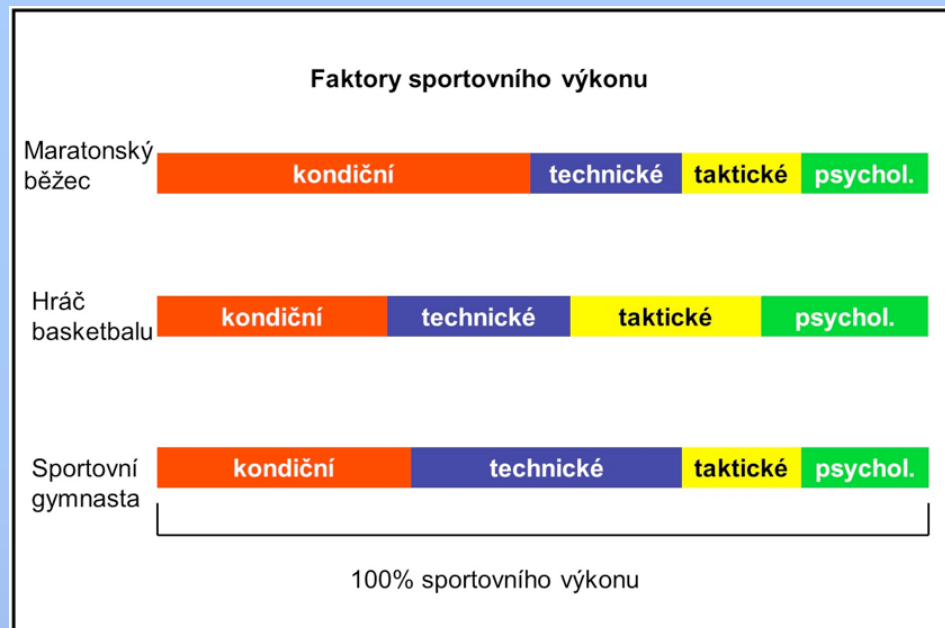 Faktory sportovního výkonu
Maratonský
běžec
kondiční technické taktické psychol.
Hráč
basketbalu
kondiční technické taktické psychol.
Sportovní
gymnasta
kondiční technické taktické psychol.
100% sportovního výkonu